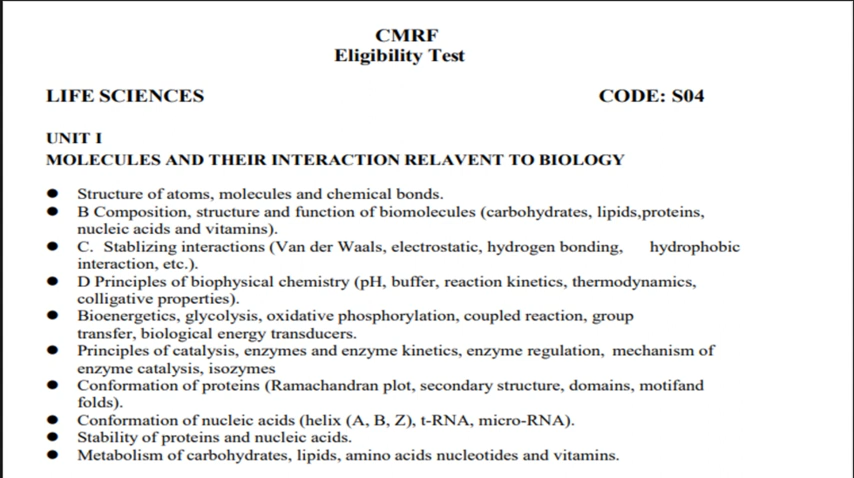 CMRF
Eligibility Test
LIFE SCIENCES CODE: S04
UNIT I
MOLECULES AND THEIR INTERACTION RELAVENT TO BIOLOGY
● Structure of atoms, molecules and chemical bonds.
● B Composition, structure and function of biomolecules (carbohydrates, lipids,proteins,
nucleic acids and vitamins).
● C. Stablizing interactions (Van der Waals, electrostatic, hydrogen bonding, hydrophobic
interaction, etc.).
● D Principles of biophysical chemistry (pH, buffer, reaction kinetics, thermodynamics,
colligative properties).
● Bioenergetics, glycolysis, oxidative phosphorylation, coupled reaction, group
transfer, biological energy transducers.
● Principles of catalysis, enzymes and enzyme kinetics, enzyme regulation, mechanism of
enzyme catalysis, isozymes
● Conformation of proteins (Ramachandran plot, secondary structure, domains, motifand
folds).
● Conformation of nucleic acids (helix (A, B, Z), t-RNA, micro-RNA).
● Stability of proteins and nucleic acids.
● Metabolism of carbohydrates, lipids, amino acids nucleotides and vitamins.